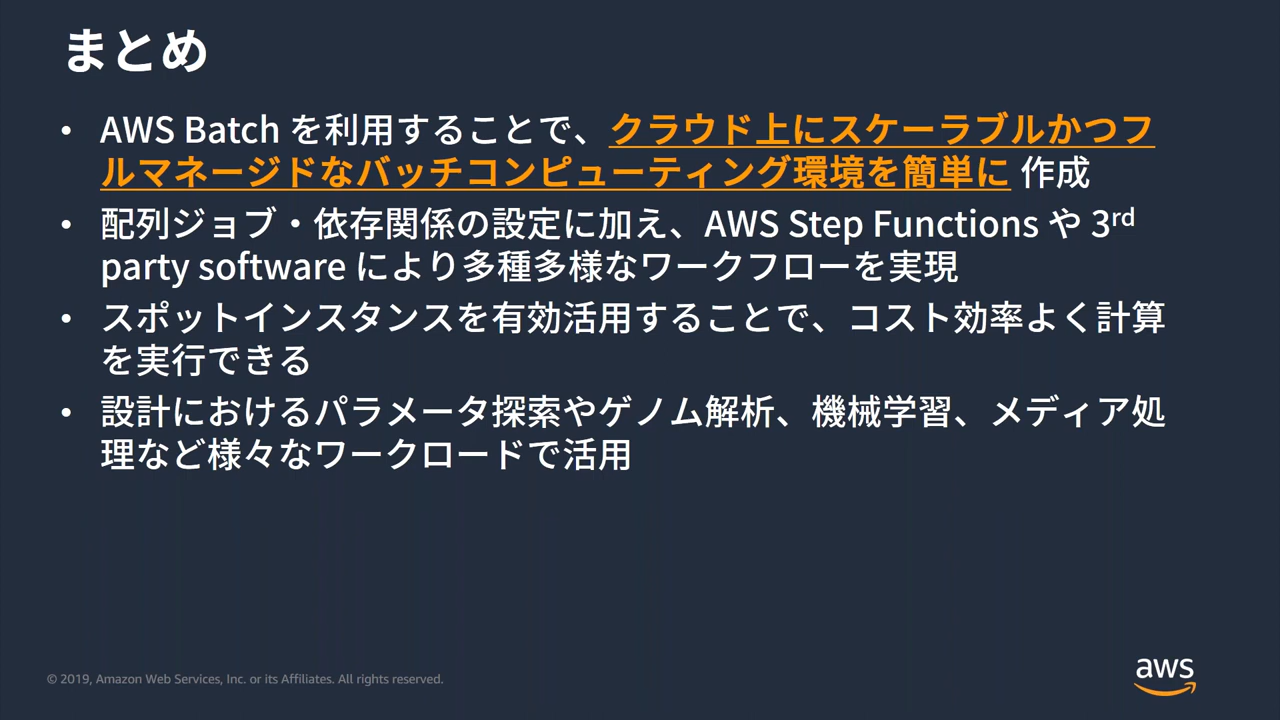 まとめ
• AWS Batch を利用することで、クラウド上にスケーラブルかつフ
ルマネージドなバッチコンピューティング環境を簡単に 作成
• 配列ジョブ・依存関係の設定に加え、AWS Step Functions や 3rd
party software により多種多様なワークフローを実現
• スポットインスタンスを有効活用することで、コスト効率よく計算
を実行できる
• 設計におけるパラメータ探索やゲノム解析、機械学習、メディア処
理など様々なワークロードで活用
© 2019, Amazon Web Services, Inc. or its Affiliates. All rights reserved.
aws